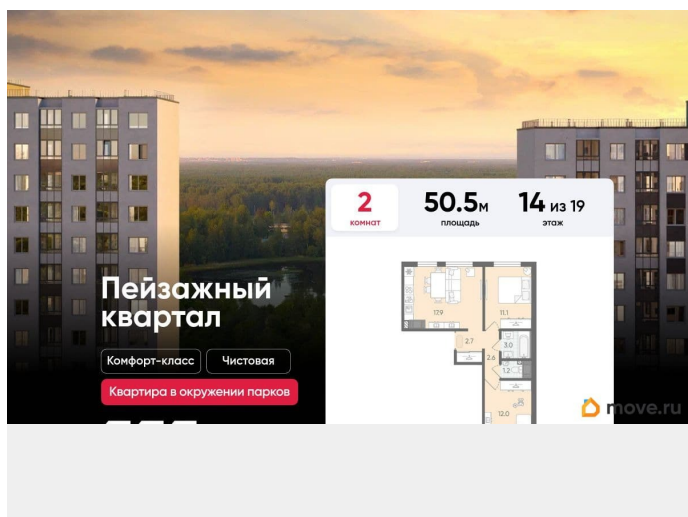 2
комнат
50.5м
площадь
14 из 19
этаж
Пейзажный
квартал
Комфорт-класс
Чистовая
Квартира в окружении парков
17.9
11.1
2.7
3.0
2.6
1.2
12.0
move.ru